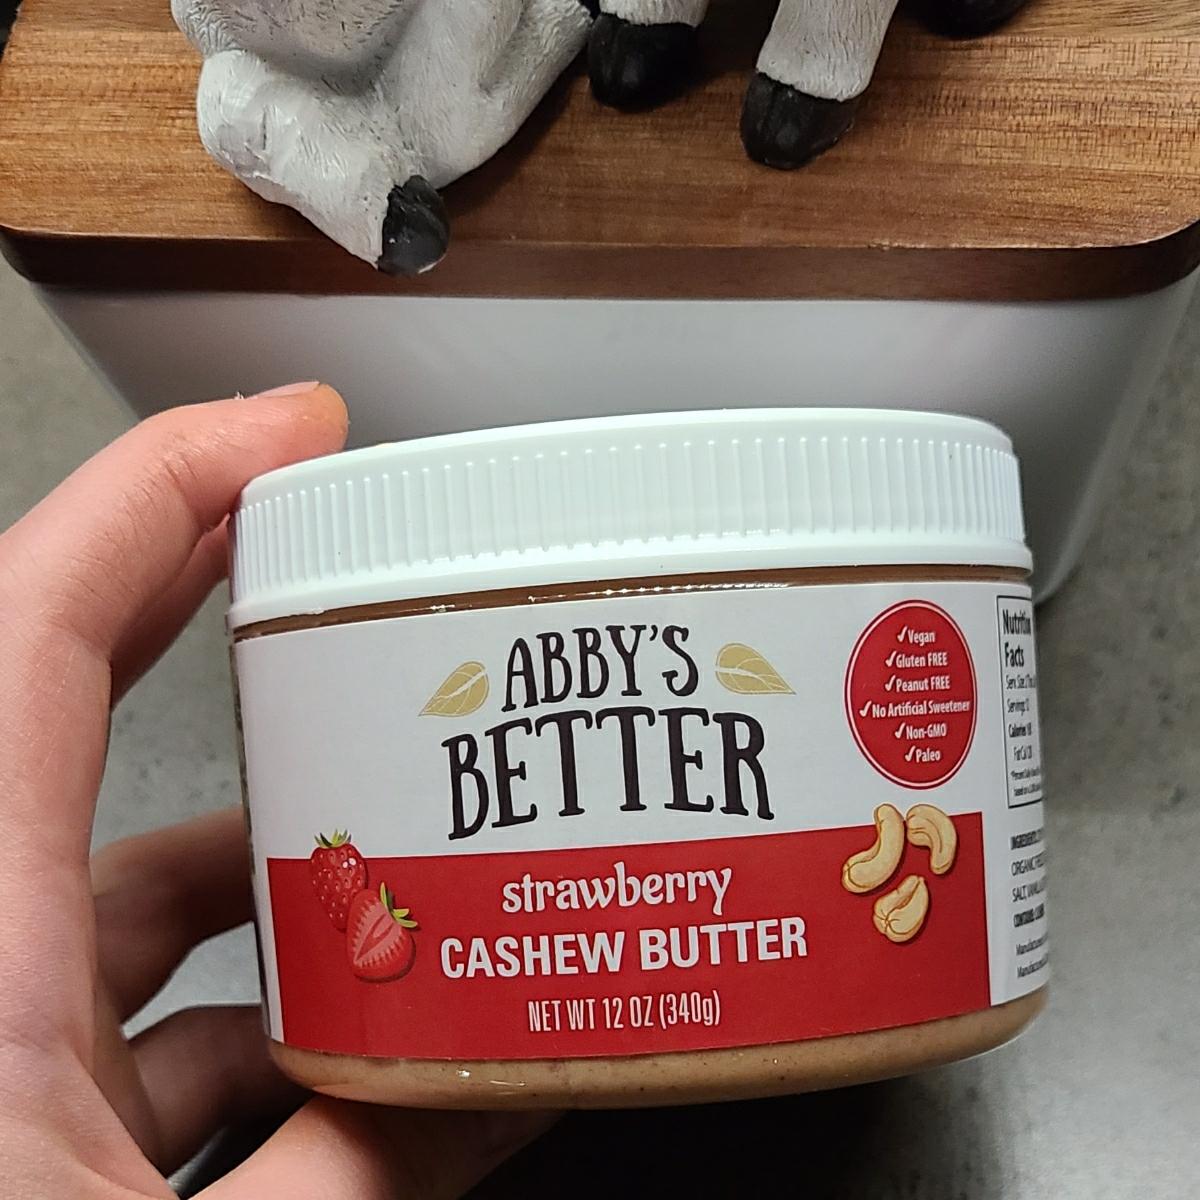 ABBY'S
BETTER
strawberry
CASHEW BUTTER
NET WT 12 OZ (340g)
✓Vegan
✓Gluten FREE
✓Peanut FREE
✓No Artificial Sweetener
✓Non-GMO
✓Paleo
Nutrition
Facts
Calories